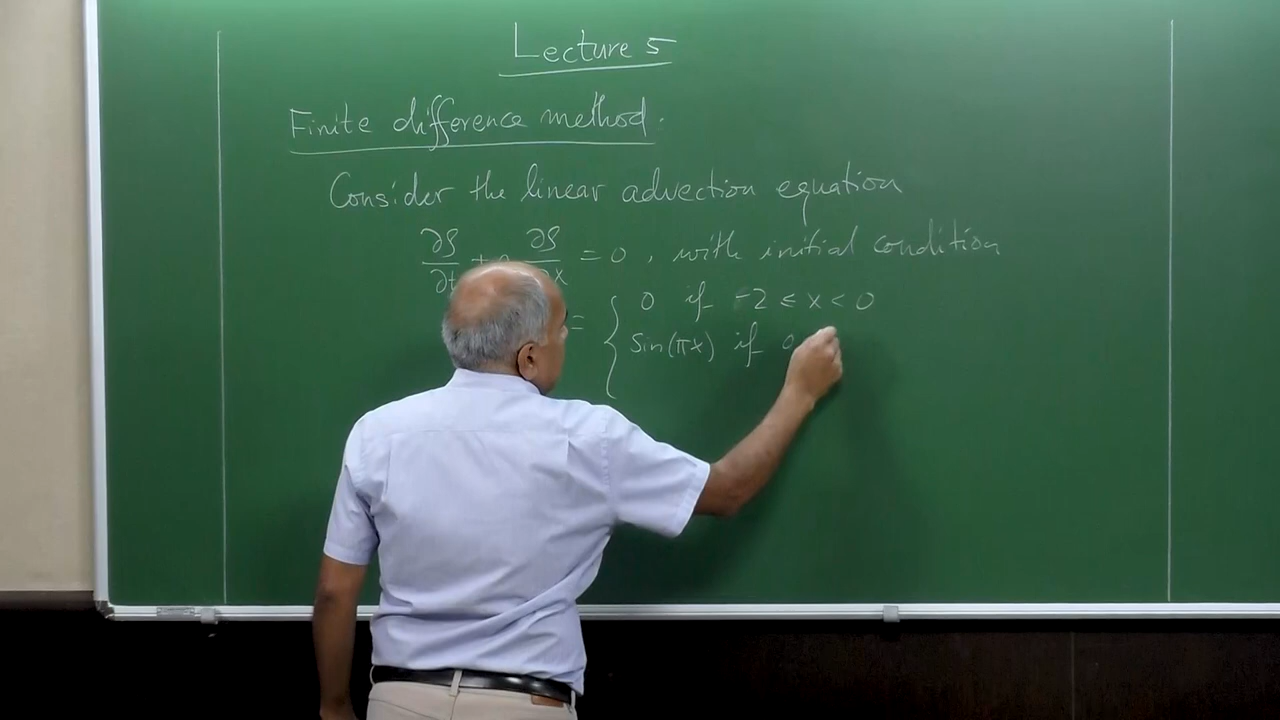 Lecture 5
Finite difference method.
Consider the linear advection equation
∂ρ/∂t + ∂ρ/∂x = 0, with initial condition
= { 0 if -2 ≤ x < 0
sin(πx) if 0